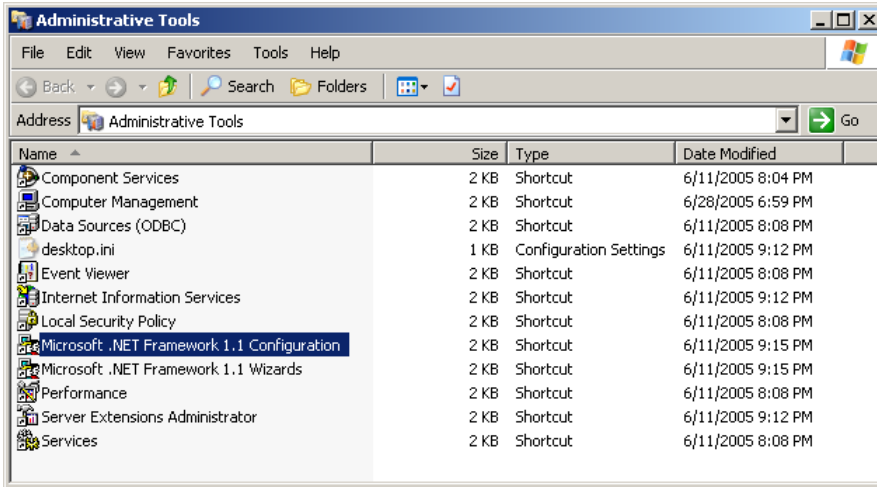 Administrative Tools
File Edit View Favorites Tools Help
Back Search Folders
Address Administrative Tools Go
Name Size Type Date Modified
Component Services 2 KB Shortcut 6/11/2005 8:04 PM
Computer Management 2 KB Shortcut 6/28/2005 6:59 PM
Data Sources (ODBC) 2 KB Shortcut 6/11/2005 8:08 PM
desktop.ini 1 KB Configuration Settings 6/11/2005 9:12 PM
Event Viewer 2 KB Shortcut 6/11/2005 8:08 PM
Internet Information Services 2 KB Shortcut 6/11/2005 9:12 PM
Local Security Policy 2 KB Shortcut 6/11/2005 8:08 PM
Microsoft .NET Framework 1.1 Configuration 2 KB Shortcut 6/11/2005 9:15 PM
Microsoft .NET Framework 1.1 Wizards 2 KB Shortcut 6/11/2005 9:15 PM
Performance 2 KB Shortcut 6/11/2005 8:08 PM
Server Extensions Administrator 2 KB Shortcut 6/11/2005 9:12 PM
Services 2 KB Shortcut 6/11/2005 8:08 PM